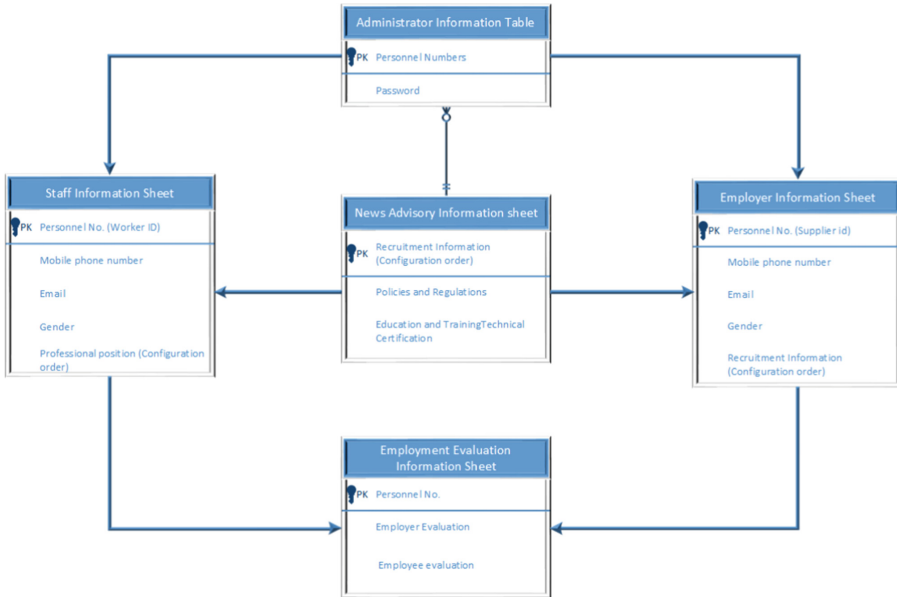 Administrator Information Table
PK Personnel Numbers
Password
Staff Information Sheet
PK Personnel No. (Worker ID)
Mobile phone number
Email
Gender
Professional position (Configuration
order)
News Advisory Information sheet
PK Recruitment Information
(Configuration order)
Policies and Regulations
Education and TrainingTechnical
Certification
Employer Information Sheet
PK Personnel No. (Supplier id)
Mobile phone number
Email
Gender
Recruitment Information
(Configuration order)
Employment Evaluation
Information Sheet
PK Personnel No.
Employer Evaluation
Employee evaluation